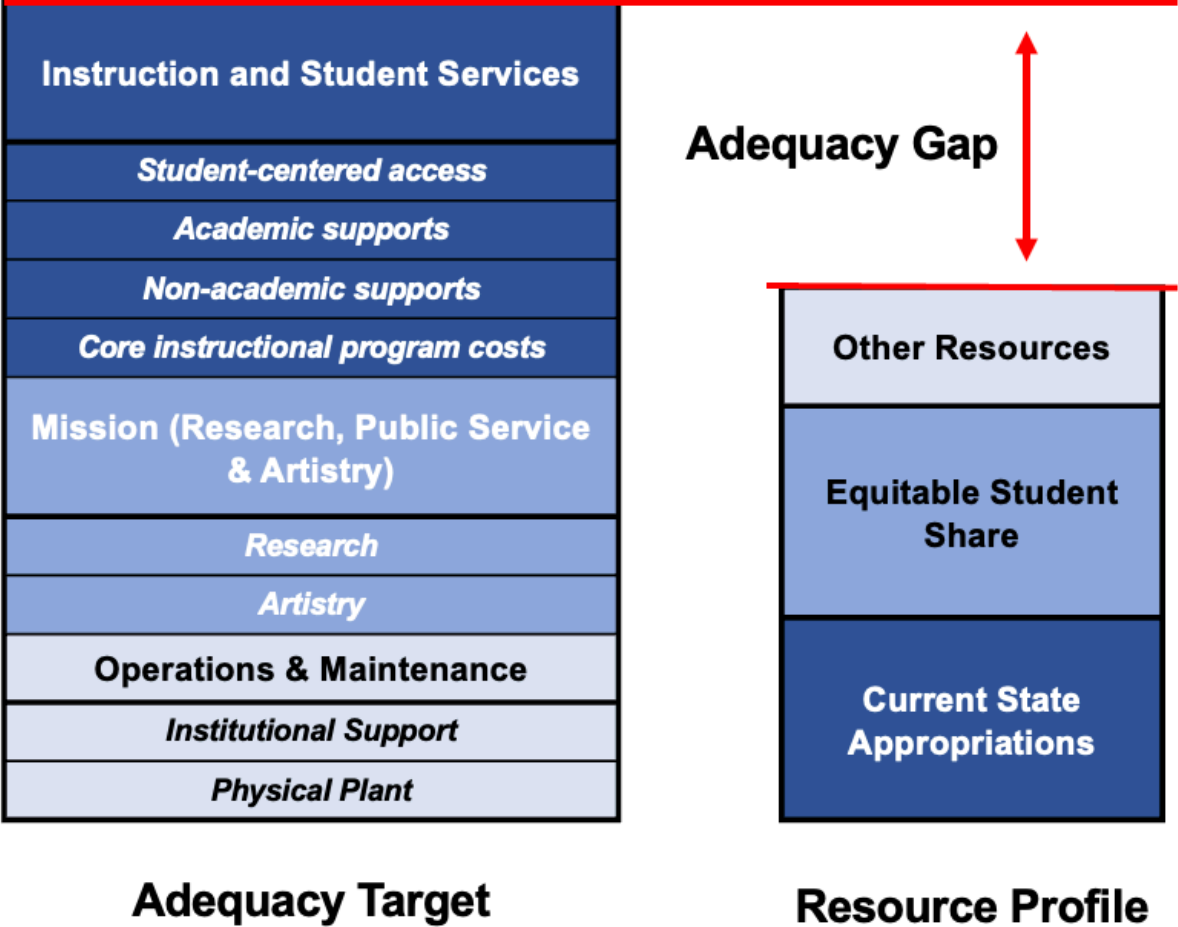 Instruction and Student Services
Student-centered access
Academic supports
Non-academic supports
Core instructional program costs
Mission (Research, Public Service
& Artistry)
Research
Artistry
Operations & Maintenance
Institutional Support
Physical Plant
Adequacy Target
Adequacy Gap
Other Resources
Equitable Student
Share
Current State
Appropriations
Resource Profile